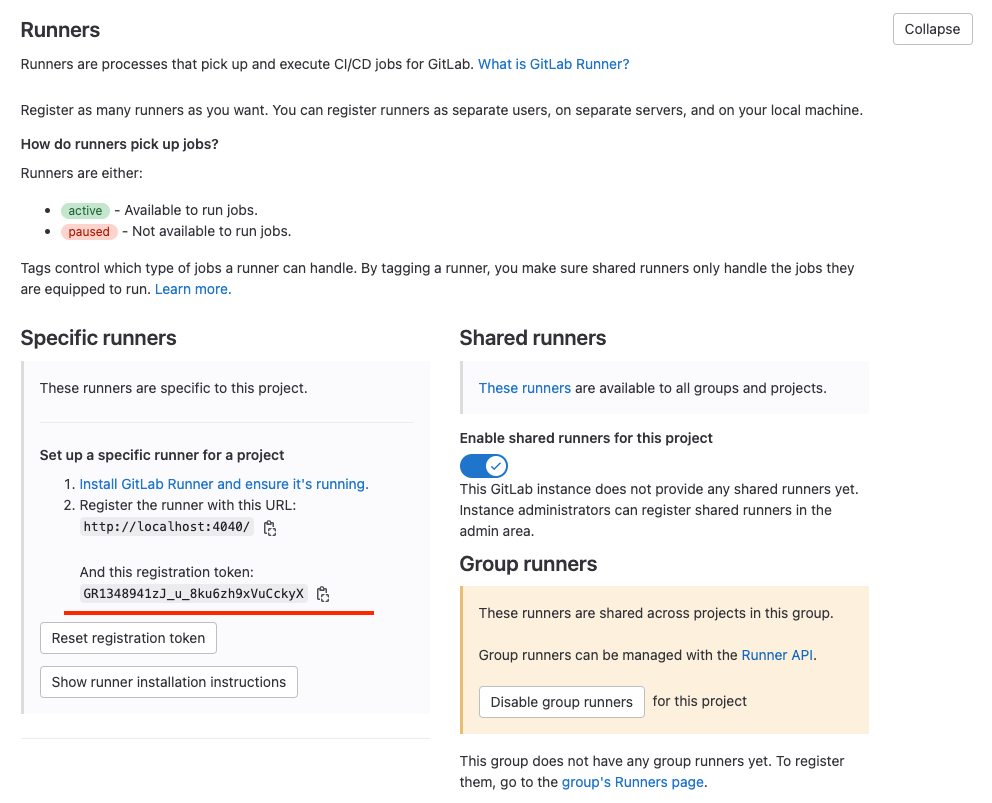 Runners
Collapse
Runners are processes that pick up and execute CI/CD jobs for GitLab. What is GitLab Runner?
Register as many runners as you want. You can register runners as separate users, on separate servers, and on your local machine.
How do runners pick up jobs?
Runners are either:
• active - Available to run jobs.
• paused - Not available to run jobs.
Tags control which type of jobs a runner can handle. By tagging a runner, you make sure shared runners only handle the jobs they
are equipped to run. Learn more.
Specific runners
These runners are specific to this project.
Set up a specific runner for a project
1. Install GitLab Runner and ensure it's running.
2. Register the runner with this URL:
http://localhost:4040/
And this registration token:
GR1348941zJ_u_8ku6zh9xVuCckyX
Reset registration token
Show runner installation instructions
Shared runners
These runners are available to all groups and projects.
Enable shared runners for this project
This GitLab instance does not provide any shared runners yet.
Instance administrators can register shared runners in the
admin area.
Group runners
These runners are shared across projects in this group.
Group runners can be managed with the Runner API.
Disable group runners for this project
This group does not have any group runners yet. To register
them, go to the group's Runners page.